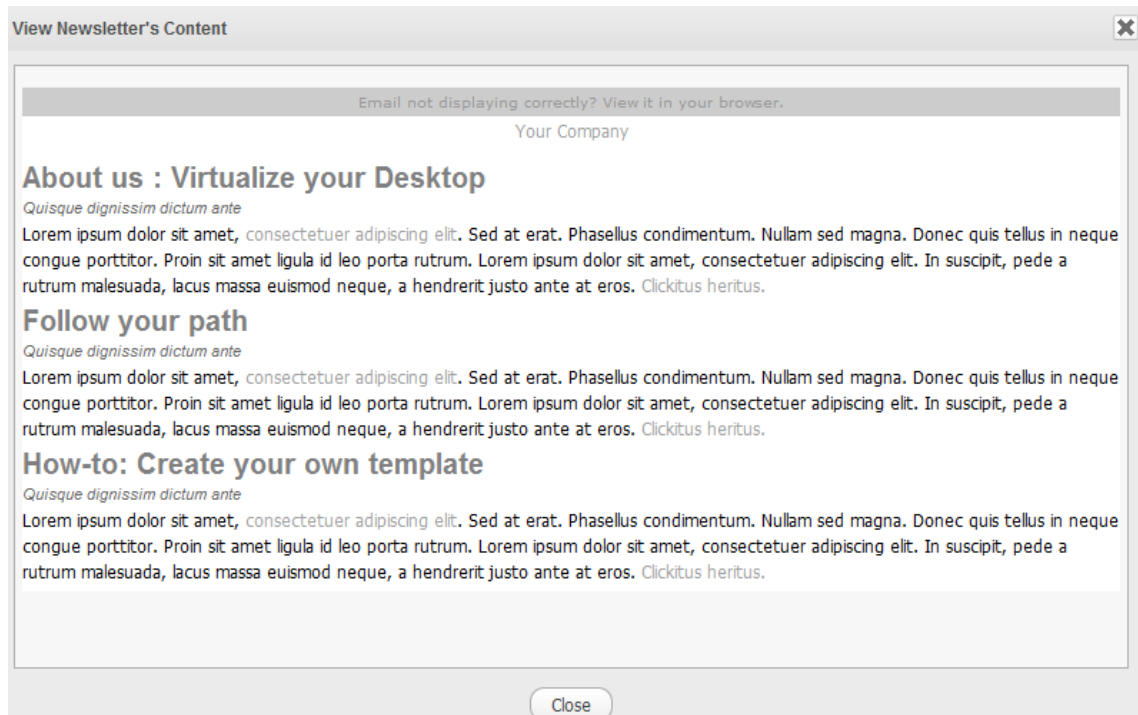 View Newsletter's Content
Email not displaying correctly? View it in your browser.
Your Company
About us : Virtualize your Desktop
Quisque dignissim dictum ante
Lorem ipsum dolor sit amet, consectetuer adipiscing elit. Sed at erat. Phasellus condimentum. Nullam sed magna. Donec quis tellus in neque
congue porttitor. Proin sit amet ligula id leo porta rutrum. Lorem ipsum dolor sit amet, consectetuer adipiscing elit. In suscipit, pede a
rutrum malesuada, lacus massa euismod neque, a hendrerit justo ante at eros. Clickitus heritus.
Follow your path
Quisque dignissim dictum ante
Lorem ipsum dolor sit amet, consectetuer adipiscing elit. Sed at erat. Phasellus condimentum. Nullam sed magna. Donec quis tellus in neque
congue porttitor. Proin sit amet ligula id leo porta rutrum. Lorem ipsum dolor sit amet, consectetuer adipiscing elit. In suscipit, pede a
rutrum malesuada, lacus massa euismod neque, a hendrerit justo ante at eros. Clickitus heritus.
How-to: Create your own template
Quisque dignissim dictum ante
Lorem ipsum dolor sit amet, consectetuer adipiscing elit. Sed at erat. Phasellus condimentum. Nullam sed magna. Donec quis tellus in neque
congue porttitor. Proin sit amet ligula id leo porta rutrum. Lorem ipsum dolor sit amet, consectetuer adipiscing elit. In suscipit, pede a
rutrum malesuada, lacus massa euismod neque, a hendrerit justo ante at eros. Clickitus heritus.
Close